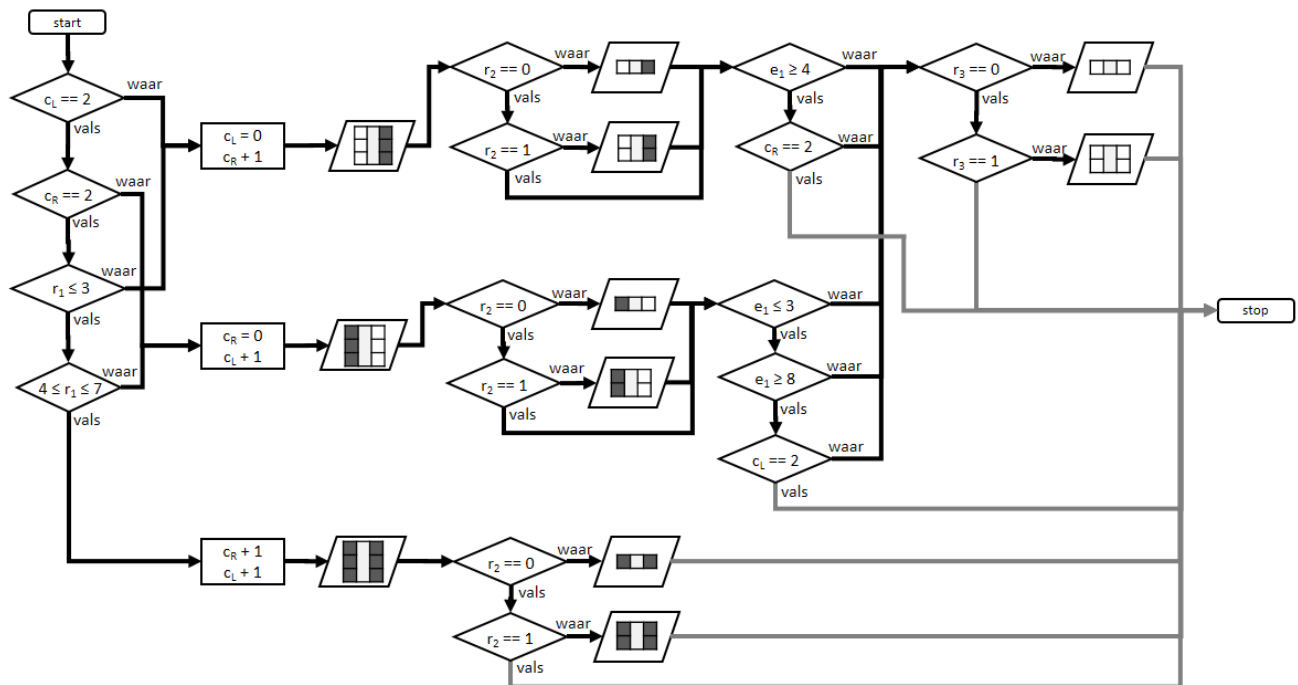 start
c_L == 2
waar
vals
c_R == 2
waar
vals
r_1 ≤ 3
waar
vals
4 ≤ r_1 ≤ 7
waar
vals
c_L = 0
c_R + 1
r_2 == 0
waar
vals
r_2 == 1
waar
vals
e_1 ≥ 4
waar
vals
c_R == 2
waar
vals
r_3 == 0
waar
vals
r_3 == 1
waar
vals
c_R = 0
c_L + 1
r_2 == 0
waar
vals
r_2 == 1
waar
vals
e_1 ≤ 3
waar
vals
e_1 ≥ 8
waar
vals
c_L == 2
waar
vals
stop
c_R + 1
c_L + 1
r_2 == 0
waar
vals
r_2 == 1
waar
vals